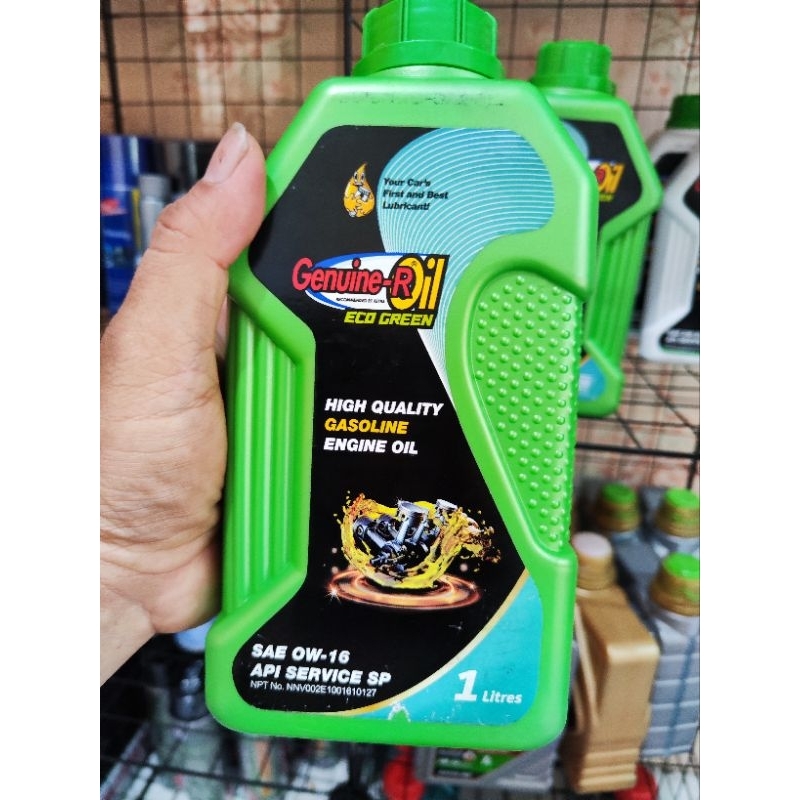 Your Car's
First and Best
Lubricant!
Genuine-R Oil
ECO GREEN
HIGH QUALITY
GASOLINE
ENGINE OIL
SAE 0W-16
API SERVICE SP
NPT No. NNV002E1001610127
1 Litres
Oil